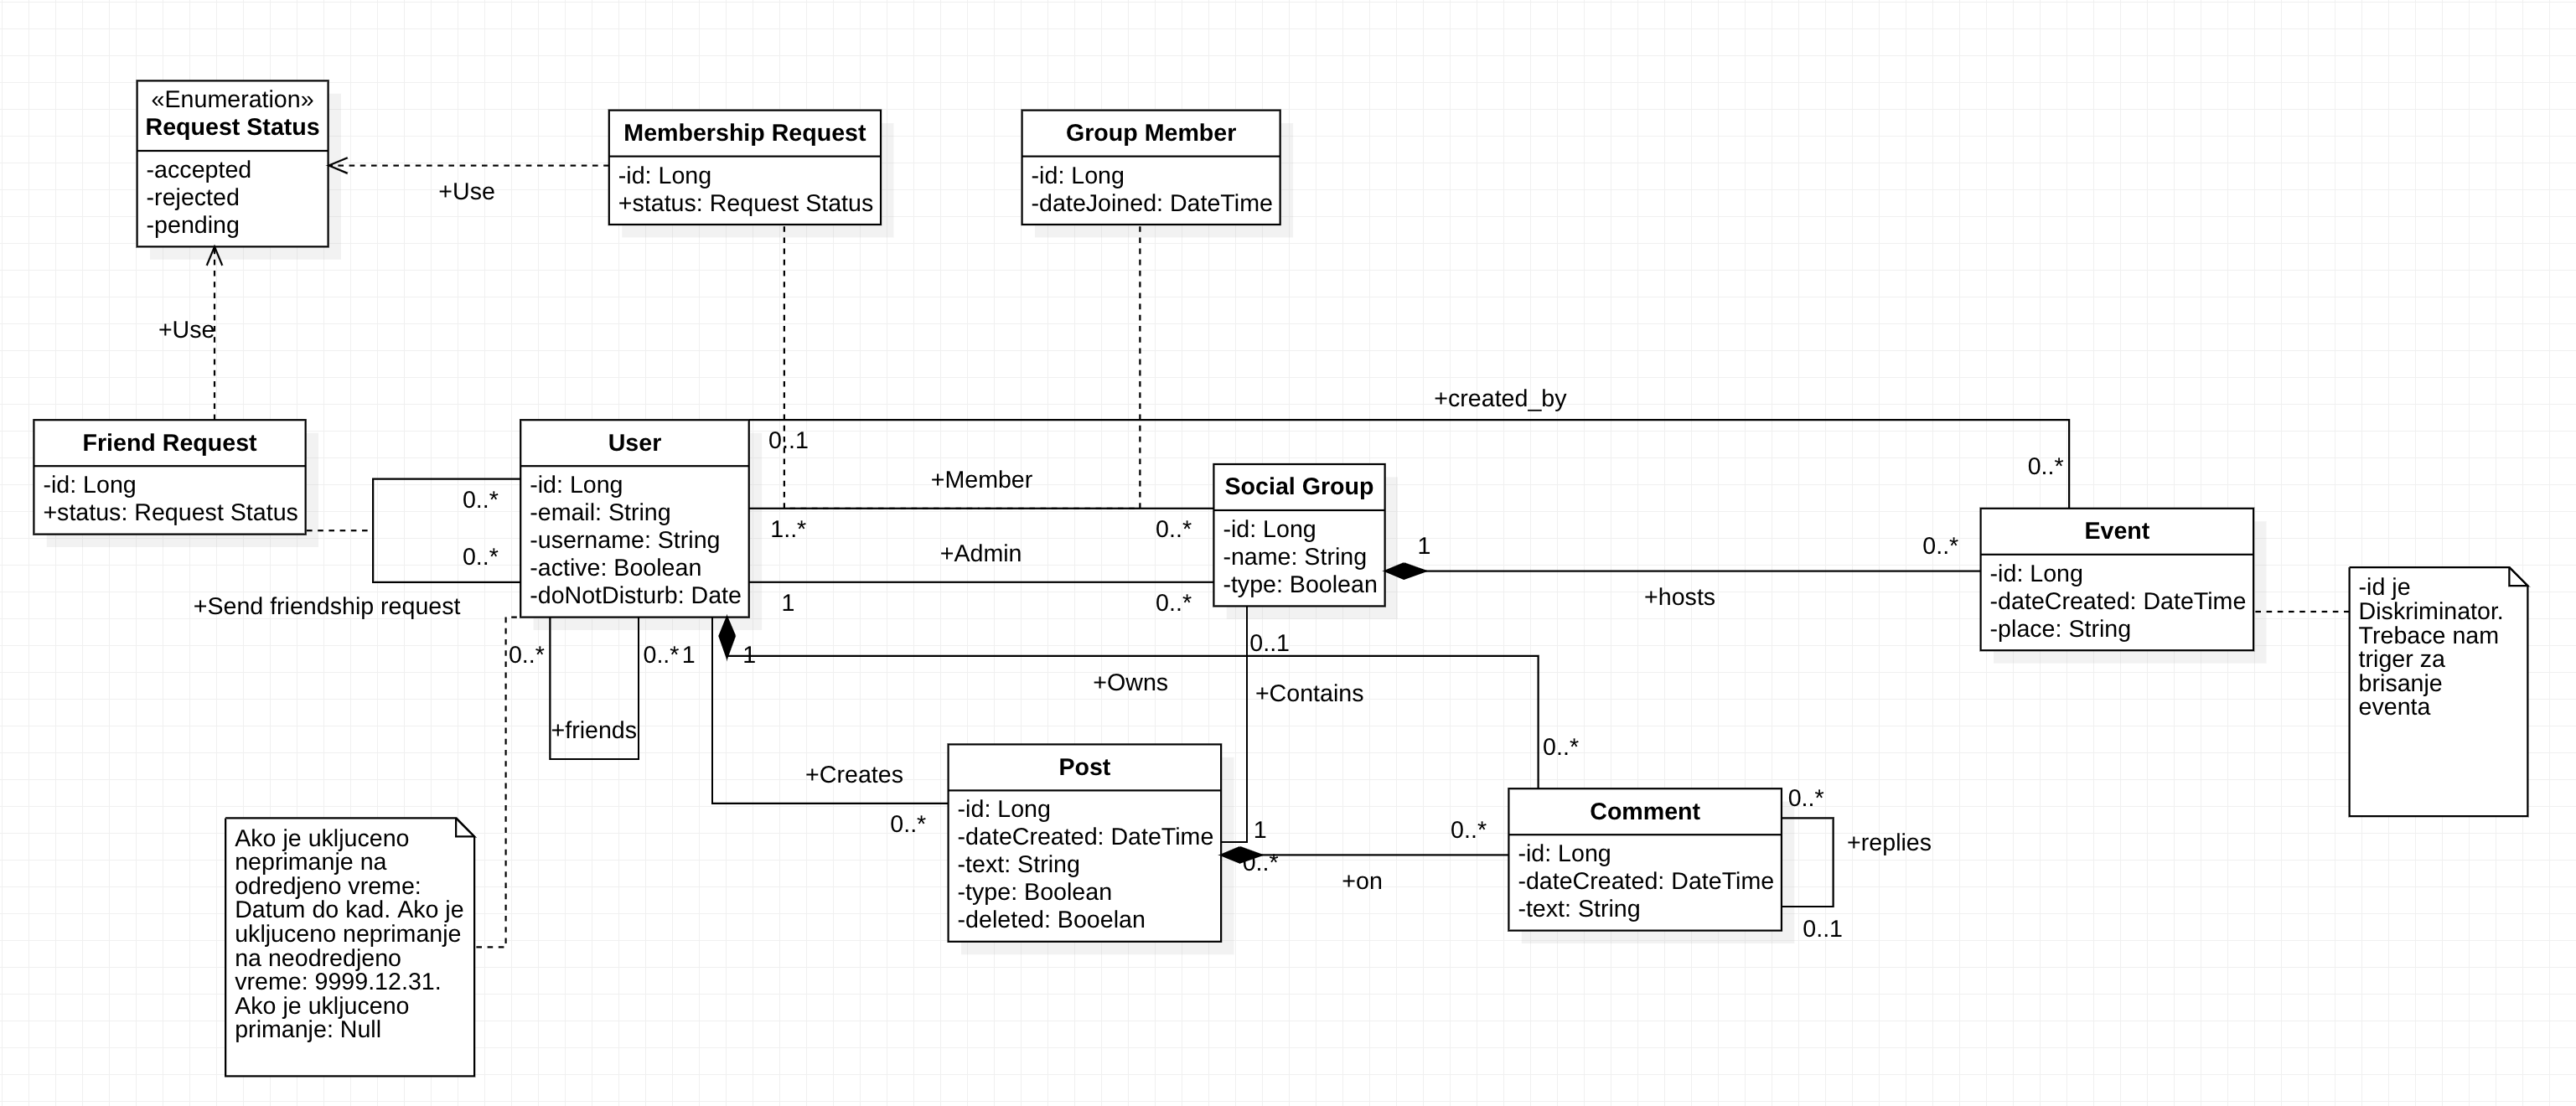 «Enumeration»
Request Status
-accepted
-rejected
-pending
Membership Request
-id: Long
+status: Request Status
Group Member
-id: Long
-dateJoined: DateTime
+Use
+Use
+created_by
Friend Request
-id: Long
+status: Request Status
0..*
0..*
+Send friendship request
User
-id: Long
-email: String
-username: String
-active: Boolean
-doNotDisturb: Date
0..1
+Member
1..*
0..*
+Admin
1
0..*
Social Group
-id: Long
-name: String
-type: Boolean
1
0..*
+hosts
0..*
Event
-id: Long
-dateCreated: DateTime
-place: String
-id je
Diskriminator.
Trebace nam
triger za
brisanje
eventa
0..*
0..*
1
1
+friends
+Owns
0..1
+Contains
0..*
+Creates
0..*
Post
-id: Long
-dateCreated: DateTime
-text: String
-type: Boolean
-deleted: Booelan
1
0..*
0..*
+on
Comment
-id: Long
-dateCreated: DateTime
-text: String
0..*
+replies
0..1
Ako je ukljuceno
neprimanje na
odredjeno vreme:
Datum do kad. Ako je
ukljuceno neprimanje
na neodredjeno
vreme: 9999.12.31.
Ako je ukljuceno
primanje: Null